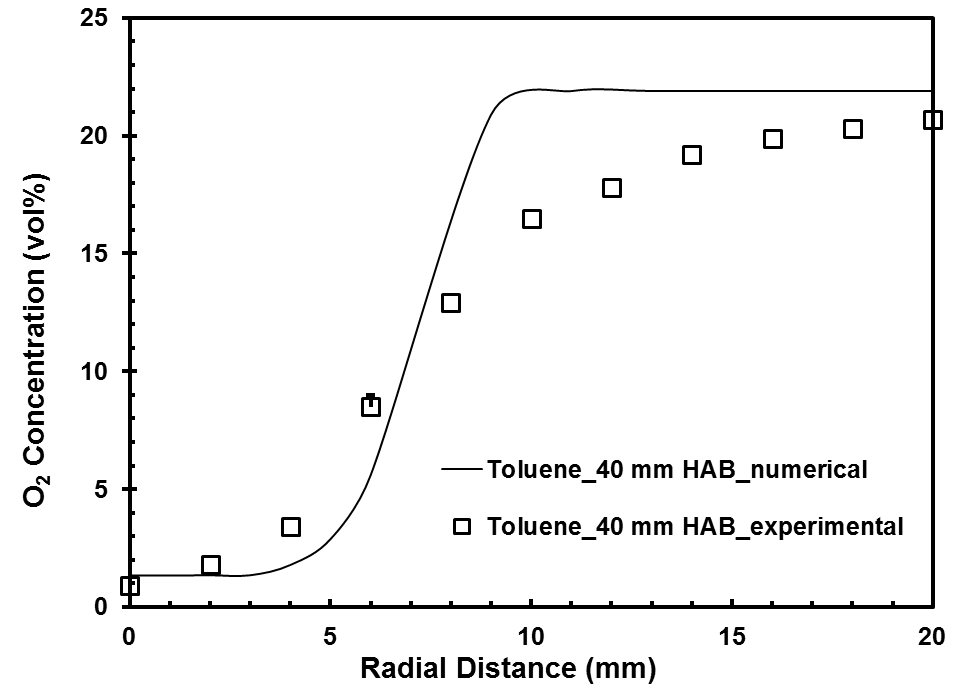 25
20
15
10
5
0
O₂ Concentration (vol%)
Toluene_40 mm HAB_numerical
Toluene_40 mm HAB_experimental
0 5 10 15 20
Radial Distance (mm)